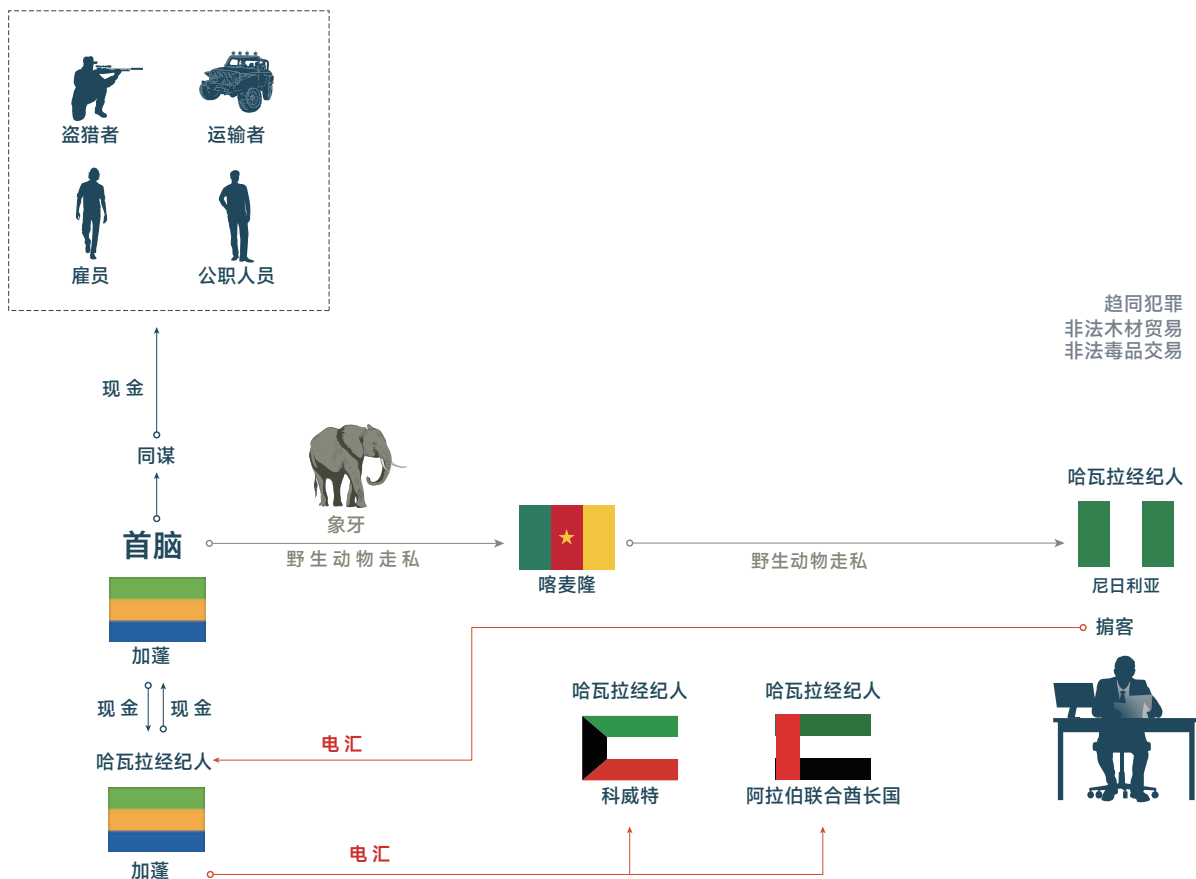 盗猎者
运输者
雇员
公职人员
趋同犯罪
非法木材贸易
非法毒品交易
现金
同谋
首脑
加蓬
象牙
野生动物走私
喀麦隆
野生动物走私
哈瓦拉经纪人
尼日利亚
掮客
现金
现金
哈瓦拉经纪人
加蓬
电汇
哈瓦拉经纪人
科威特
哈瓦拉经纪人
阿拉伯联合酋长国
电汇